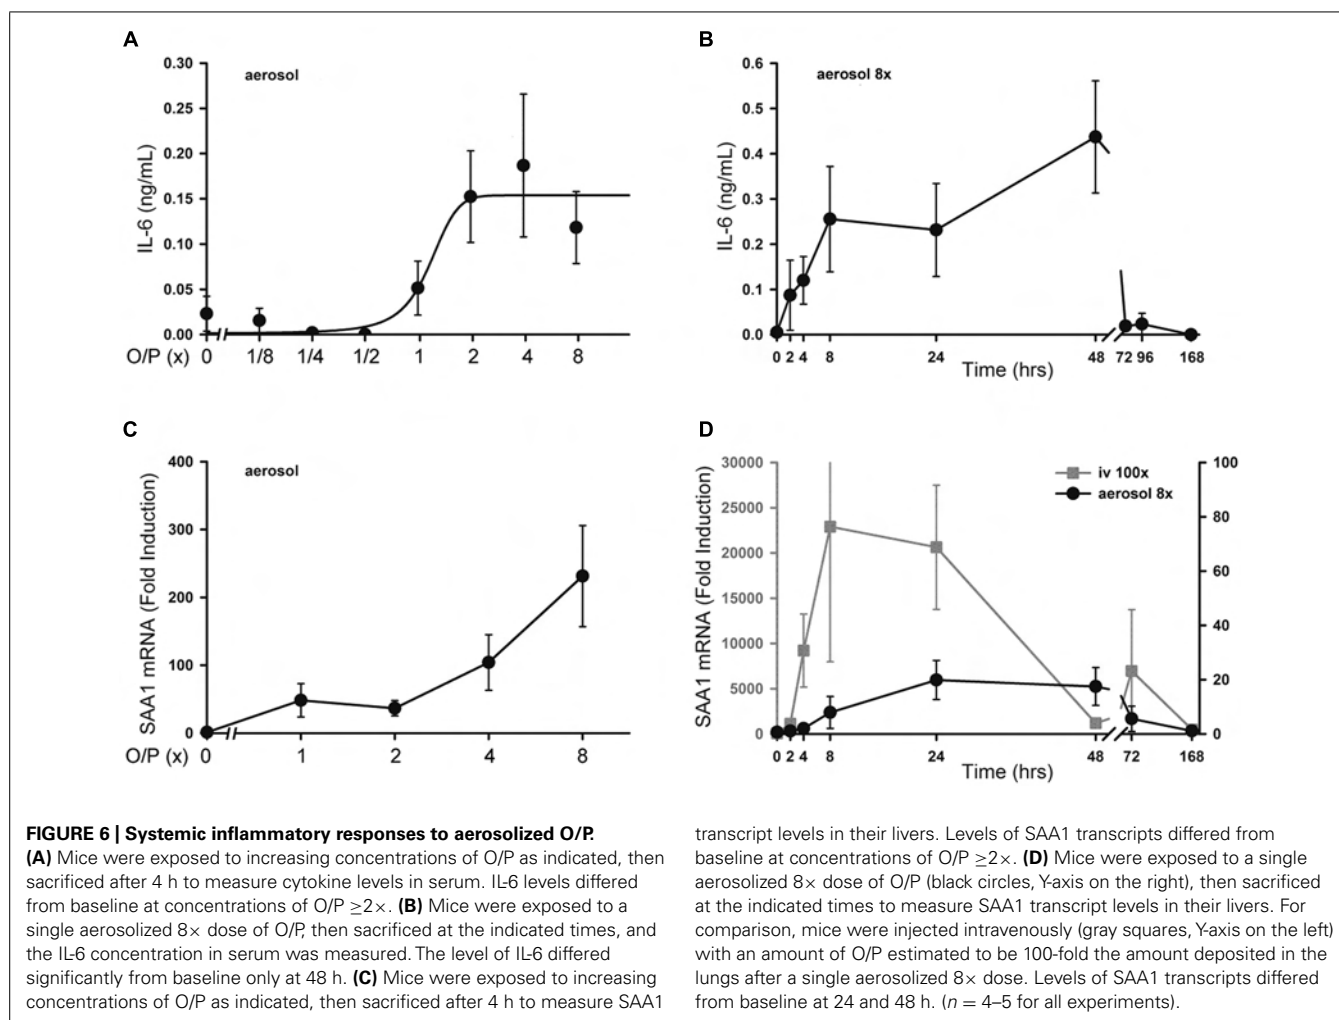 A
0.30
0.25
0.20
0.15
0.10
0.05
0.00
IL-6 (ng/mL)
aerosol
O/P (x) 0 1/8 1/4 1/2 1 2 4 8
B
0.6
0.5
0.4
0.3
0.2
0.1
0.0
IL-6 (ng/mL)
aerosol 8x
0 2 4 8 24 48 72 96 168
Time (hrs)
C
400
300
200
100
0
SAA1 mRNA (Fold Induction)
aerosol
O/P (x) 0 1 2 4 8
D
30000
25000
20000
15000
10000
5000
0
SAA1 mRNA (Fold Induction)
iv 100x
aerosol 8x
100
80
60
40
20
0
0 2 4 8 24 48 72 168
Time (hrs)
FIGURE 6 | Systemic inflammatory responses to aerosolized O/P.
(A) Mice were exposed to increasing concentrations of O/P as indicated, then
sacrificed after 4 h to measure cytokine levels in serum. IL-6 levels differed
from baseline at concentrations of O/P ≥2×. (B) Mice were exposed to a
single aerosolized 8× dose of O/P, then sacrificed at the indicated times, and
the IL-6 concentration in serum was measured. The level of IL-6 differed
significantly from baseline only at 48 h. (C) Mice were exposed to increasing
concentrations of O/P as indicated, then sacrificed after 4 h to measure SAA1
transcript levels in their livers. Levels of SAA1 transcripts differed from
baseline at concentrations of O/P ≥2×. (D) Mice were exposed to a single
aerosolized 8× dose of O/P (black circles, Y-axis on the right), then sacrificed
at the indicated times to measure SAA1 transcript levels in their livers. For
comparison, mice were injected intravenously (gray squares, Y-axis on the left)
with an amount of O/P estimated to be 100-fold the amount deposited in the
lungs after a single aerosolized 8× dose. Levels of SAA1 transcripts differed
from baseline at 24 and 48 h. (n = 4–5 for all experiments).